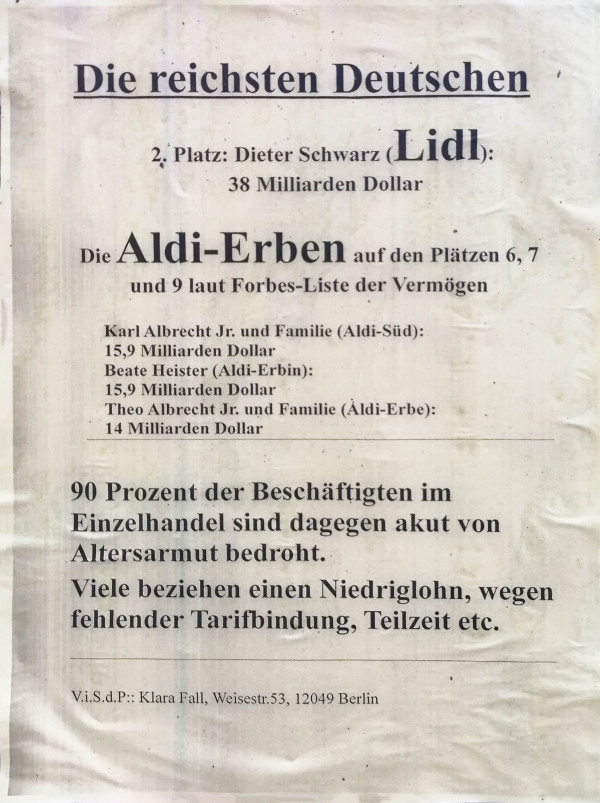 Die reichsten Deutschen
2. Platz: Dieter Schwarz (Lidl):
38 Milliarden Dollar
Die Aldi-Erben auf den Plätzen 6, 7
und 9 laut Forbes-Liste der Vermögen
Karl Albrecht Jr. und Familie (Aldi-Süd):
15,9 Milliarden Dollar
Beate Heister (Aldi-Erbin):
15,9 Milliarden Dollar
Theo Albrecht Jr. und Familie (Aldi-Erbe):
14 Milliarden Dollar
90 Prozent der Beschäftigten im
Einzelhandel sind dagegen akut von
Altersarmut bedroht.
Viele beziehen einen Niedriglohn, wegen
fehlender Tarifbindung, Teilzeit etc.
V.i.S.d.P.: Klara Fall, Weisestr.53, 12049 Berlin